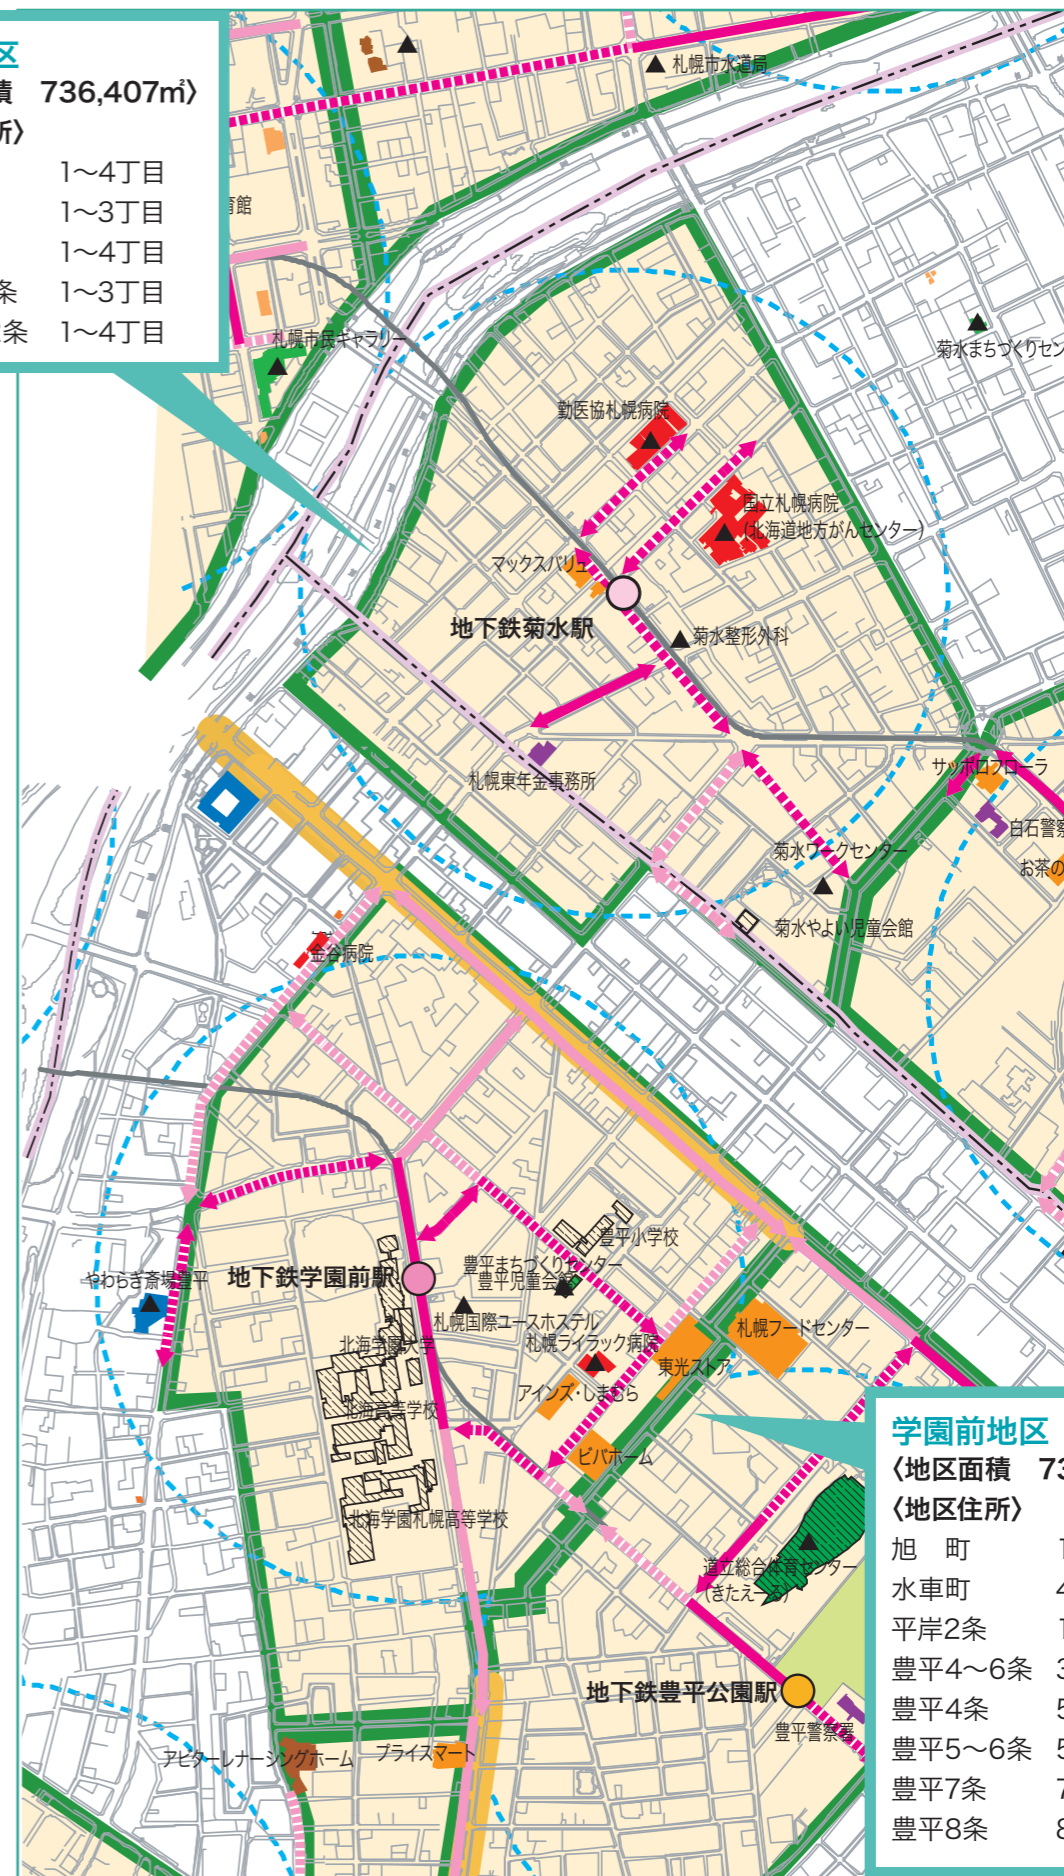 区
積　736,407㎡〉
所〉
1〜4丁目
1〜3丁目
1〜4丁目
条　1〜3丁目
条　1〜4丁目
札幌市水道局
育館
札幌市民ギャラリー
菊水まちづくりセン
勤医協札幌病院
国立札幌病院
(北海道地方がんセンター)
マックスバリュ
地下鉄菊水駅
菊水整形外科
札幌東年金事務所
サッポロフローラ
白石警察
お茶の
菊水ワークセンター
菊水やよい児童会館
金谷病院
豊平小学校
豊平まちづくりセンター
豊平児童会館
やわらぎ斎場豊平
地下鉄学園前駅
札幌国際ユースホステル
札幌フードセンター
北海学園大学
札幌ライラック病院
東光ストア
アインズ・しまむら
北海高等学校
ビバホーム
北海学園札幌高等学校
道立総合体育センター
(きたえーる)
地下鉄豊平公園駅
豊平警察署
アビターレナーシングホーム
プライスマート
学園前地区
〈地区面積　73
〈地区住所〉
旭　町　1
水車町　4
平岸2条　1
豊平4〜6条　3
豊平4条　5
豊平5〜6条　5
豊平7条　7
豊平8条　8